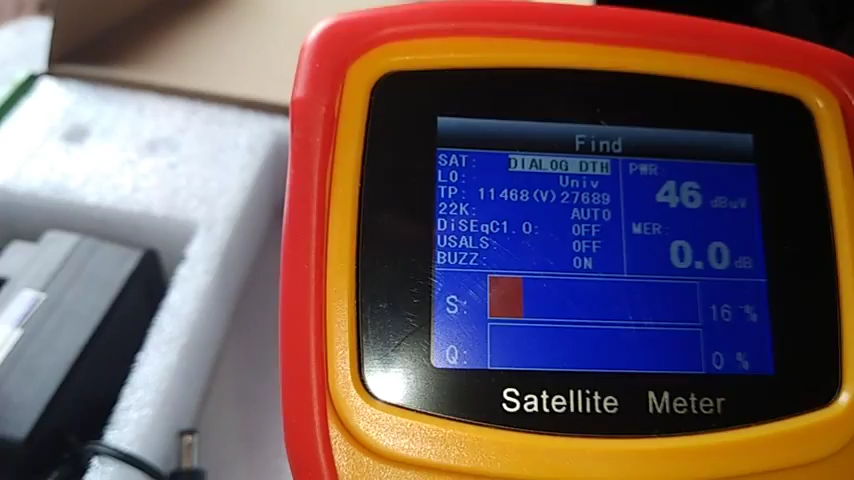 Find
SAT: DIALOG DTH
LO: Univ
TP: 11468(V)27689
22K: AUTO
DiSEqC1.0: OFF
USALS: OFF
BUZZ: ON
PWR:
46 dBuV
MER:
0.0 dB
S: 16 %
Q: 0 %
Satellite Meter